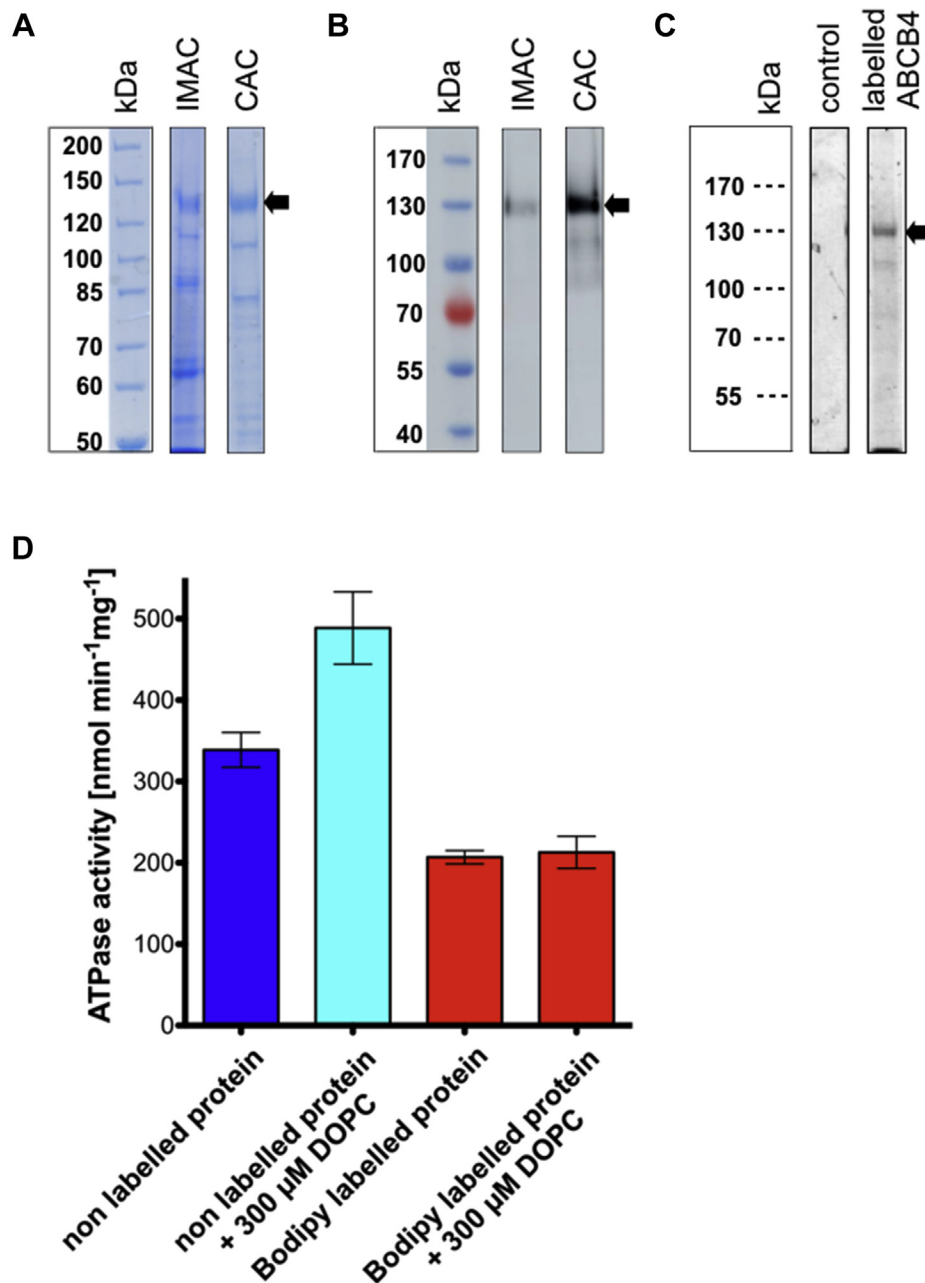 A
kDa
IMAC
CAC
200
150
120
100
85
70
60
50
B
kDa
IMAC
CAC
170
130
100
70
55
40
C
kDa
control
labelled
ABCB4
170 ----
130 ----
100 ----
70 ----
55 ----
D
ATPase activity [nmol min⁻¹mg⁻¹]
500
400
300
200
100
0
non labelled protein
non labelled protein
+ 300 µM DOPC
Bodipy labelled protein
Bodipy labelled protein
+ 300 µM DOPC